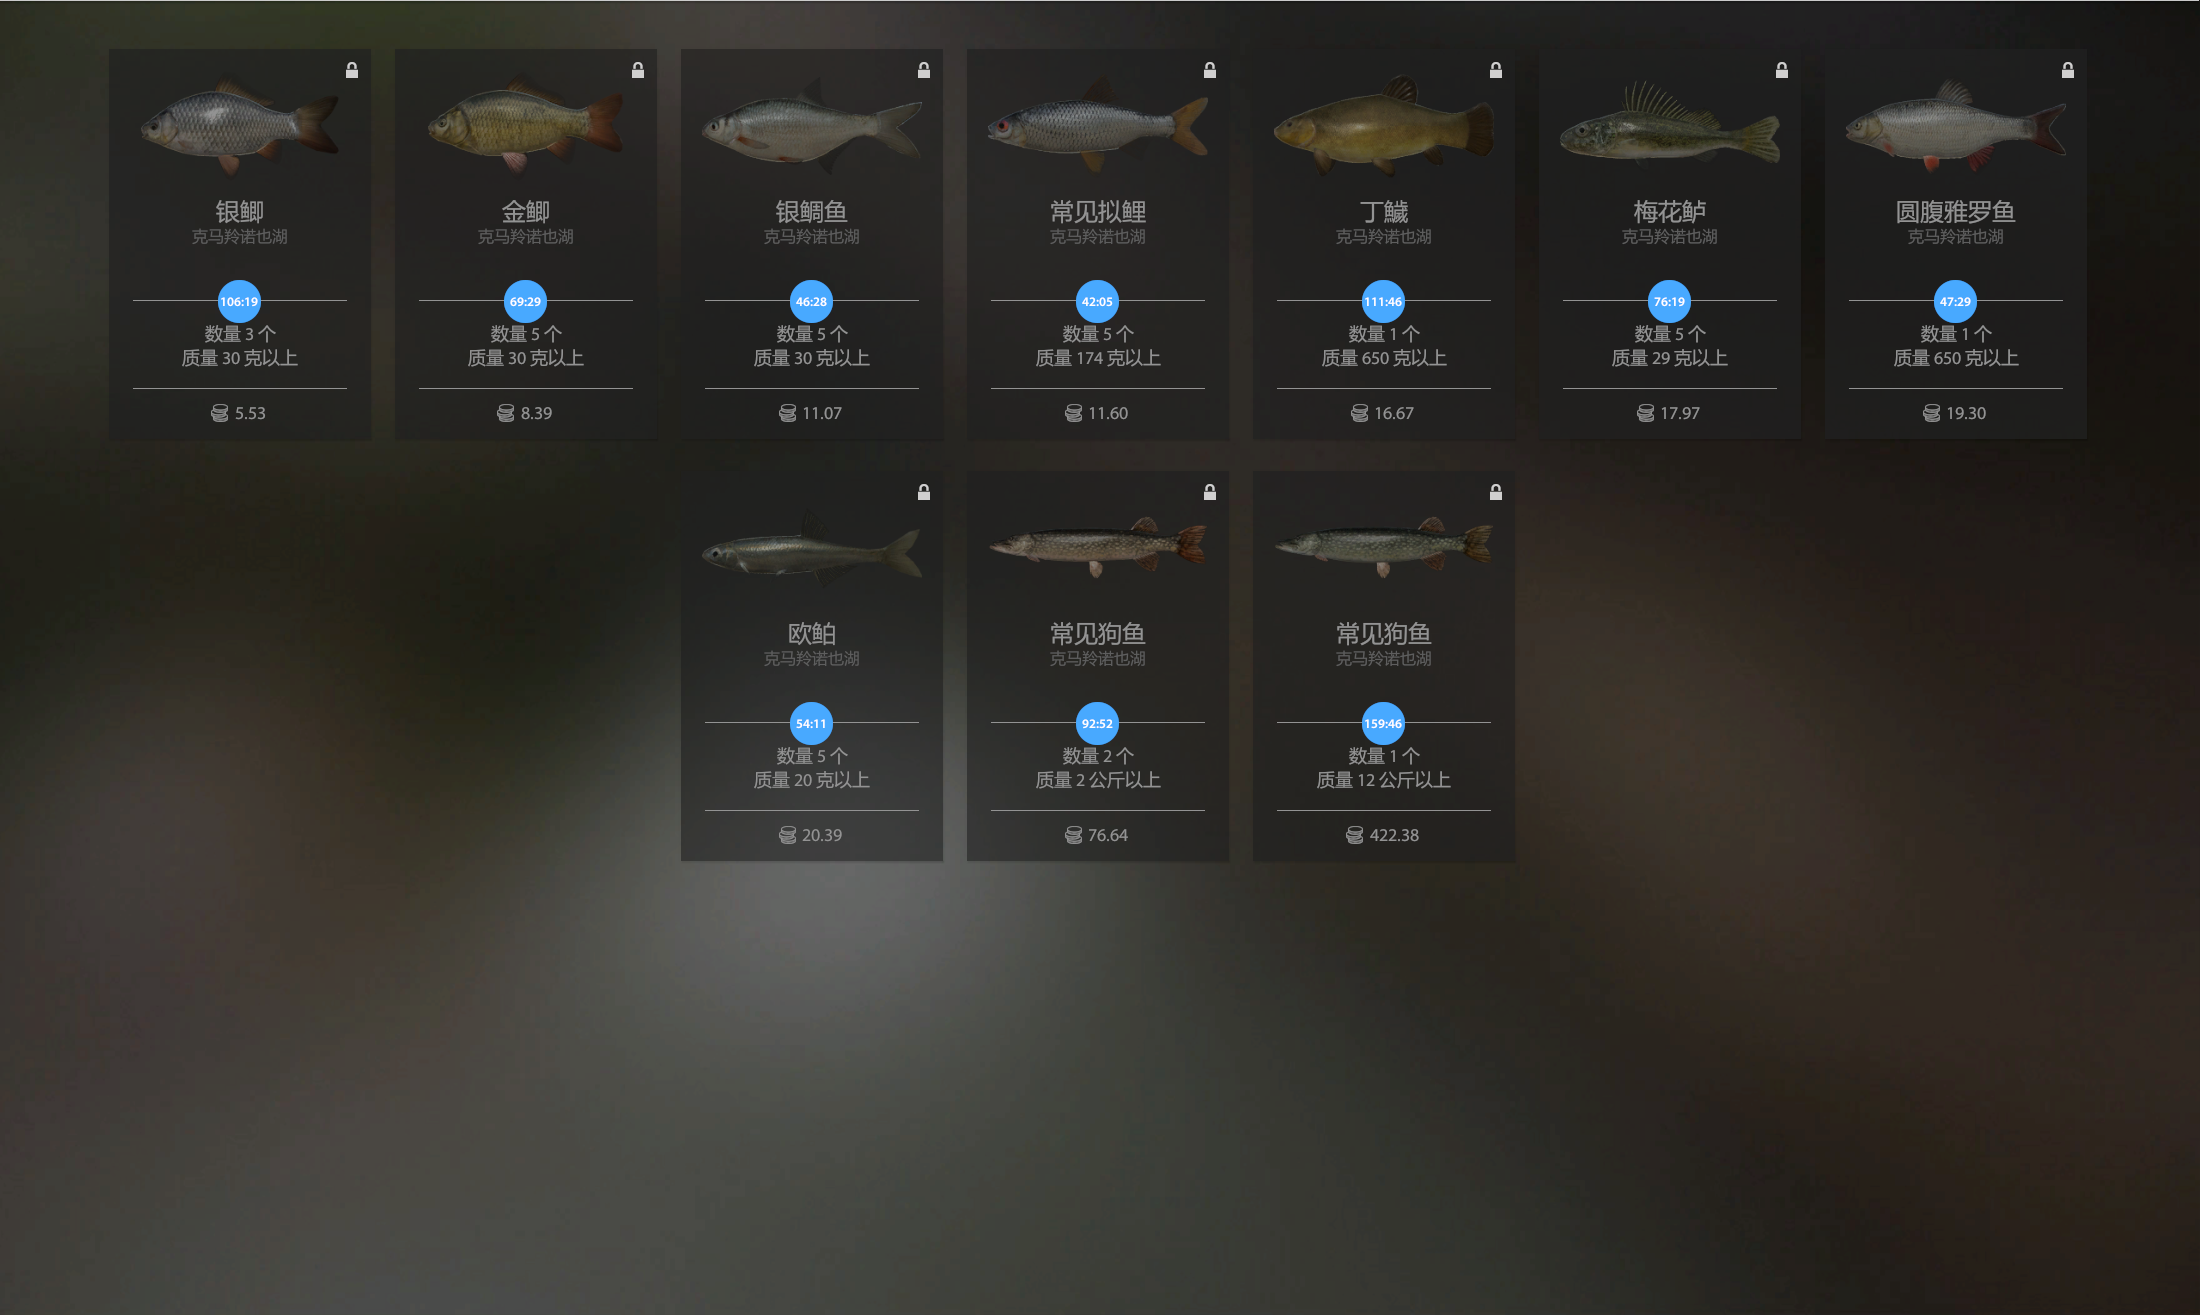 银鲫
克马羚诺也湖
106:19
数量 3 个
质量 30 克以上
5.53
金鲫
克马羚诺也湖
69:29
数量 5 个
质量 30 克以上
8.39
银鲷鱼
克马羚诺也湖
46:28
数量 5 个
质量 30 克以上
11.07
常见拟鲤
克马羚诺也湖
42:05
数量 5 个
质量 174 克以上
11.60
丁鱥
克马羚诺也湖
111:46
数量 1 个
质量 650 克以上
16.67
梅花鲈
克马羚诺也湖
76:19
数量 5 个
质量 29 克以上
17.97
圆腹雅罗鱼
克马羚诺也湖
47:29
数量 1 个
质量 650 克以上
19.30
欧鲌
克马羚诺也湖
54:11
数量 5 个
质量 20 克以上
20.39
常见狗鱼
克马羚诺也湖
92:52
数量 2 个
质量 2 公斤以上
76.64
常见狗鱼
克马羚诺也湖
159:46
数量 1 个
质量 12 公斤以上
422.38